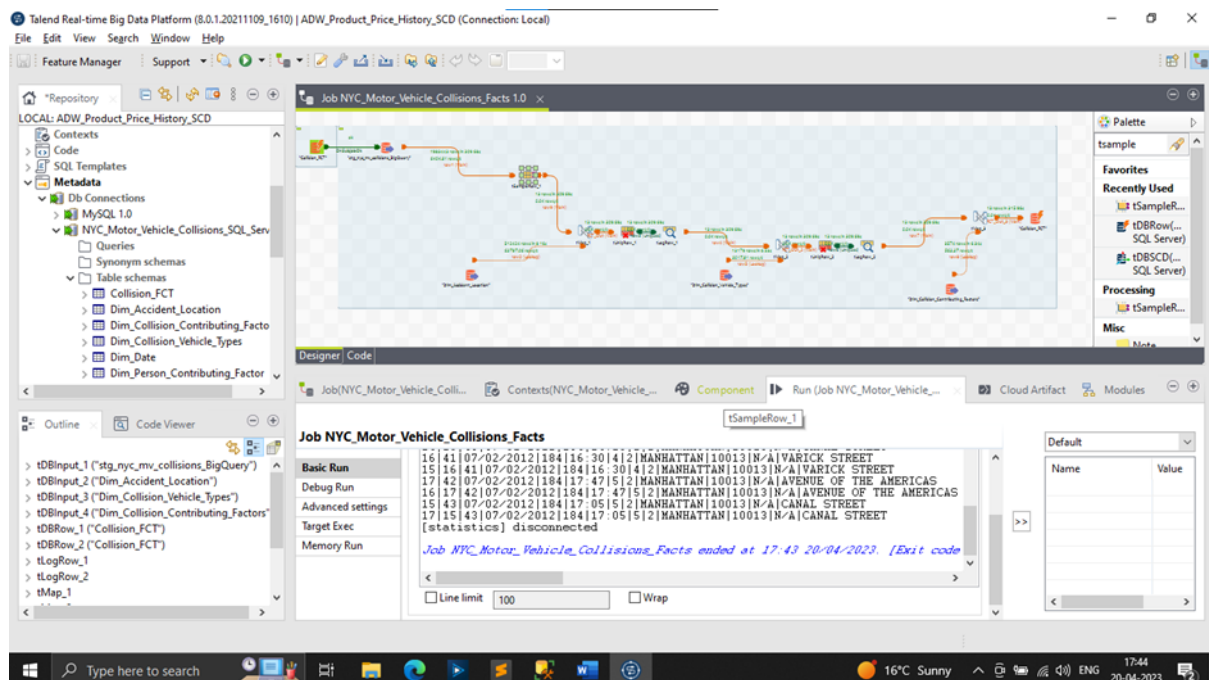 Talend Real-time Big Data Platform (8.0.1.20211109_1610) | ADW_Product_Price_History_SCD (Connection: Local)
File Edit View Search Window Help
Feature Manager Support
*Repository
LOCAL: ADW_Product_Price_History_SCD
Contexts
Code
SQL Templates
Metadata
Db Connections
MySQL 1.0
NYC_Motor_Vehicle_Collisions_SQL_Serv
Queries
Synonym schemas
Table schemas
Collision_FCT
Dim_Accident_Location
Dim_Collision_Contributing_Facto
Dim_Collision_Vehicle_Types
Dim_Date
Dim_Person_Contributing_Factor
Job NYC_Motor_Vehicle_Collisions_Facts 1.0
Designer Code
Palette
tsample
Favorites
Recently Used
tSampleR...
tDBRow(...
SQL Server)
tDBSCD(...
SQL Server)
Processing
tSampleR...
Misc
Note
Outline Code Viewer
tDBInput_1 ("stg_nyc_mv_collisions_BigQuery")
tDBInput_2 ("Dim_Accident_Location")
tDBInput_3 ("Dim_Collision_Vehicle_Types")
tDBInput_4 ("Dim_Collision_Contributing_Factors"
tDBRow_1 ("Collision_FCT")
tDBRow_2 ("Collision_FCT")
tLogRow_1
tLogRow_2
tMap_1
Job(NYC_Motor_Vehicle_Colli... Contexts(NYC_Motor_Vehicle_... Component Run (Job NYC_Motor_Vehicle_... Cloud Artifact Modules
tSampleRow_1
Job NYC_Motor_Vehicle_Collisions_Facts
Basic Run
Debug Run
Advanced settings
Target Exec
Memory Run
16|41|07/02/2012|184|16:30|4|2|MANHATTAN|10013|N/A|VARICK STREET
15|16|41|07/02/2012|184|16:30|4|2|MANHATTAN|10013|N/A|VARICK STREET
17|42|07/02/2012|184|17:47|5|2|MANHATTAN|10013|N/A|AVENUE OF THE AMERICAS
16|17|42|07/02/2012|184|17:47|5|2|MANHATTAN|10013|N/A|AVENUE OF THE AMERICAS
15|43|07/02/2012|184|17:05|5|2|MANHATTAN|10013|N/A|CANAL STREET
17|15|43|07/02/2012|184|17:05|5|2|MANHATTAN|10013|N/A|CANAL STREET
[statistics] disconnected
Job NYC_Motor_Vehicle_Collisions_Facts ended at 17:43 20/04/2023. [Exit code
Line limit 100 Wrap
Default
Name Value
>>
Type here to search
16°C Sunny ENG 17:44
20-04-2023